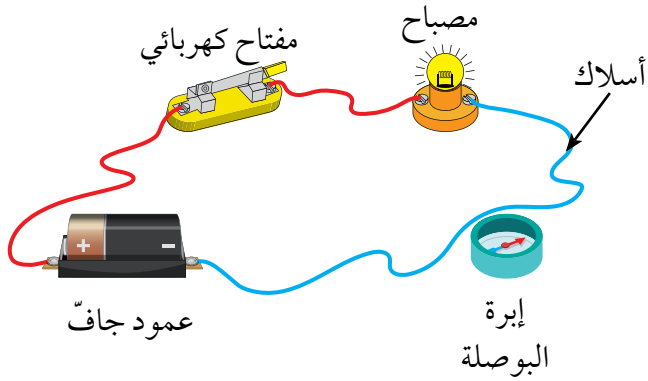 مصباح
مفتاح كهربائي
أسلاك
+
-
عمود جافّ
إبرة
البوصلة